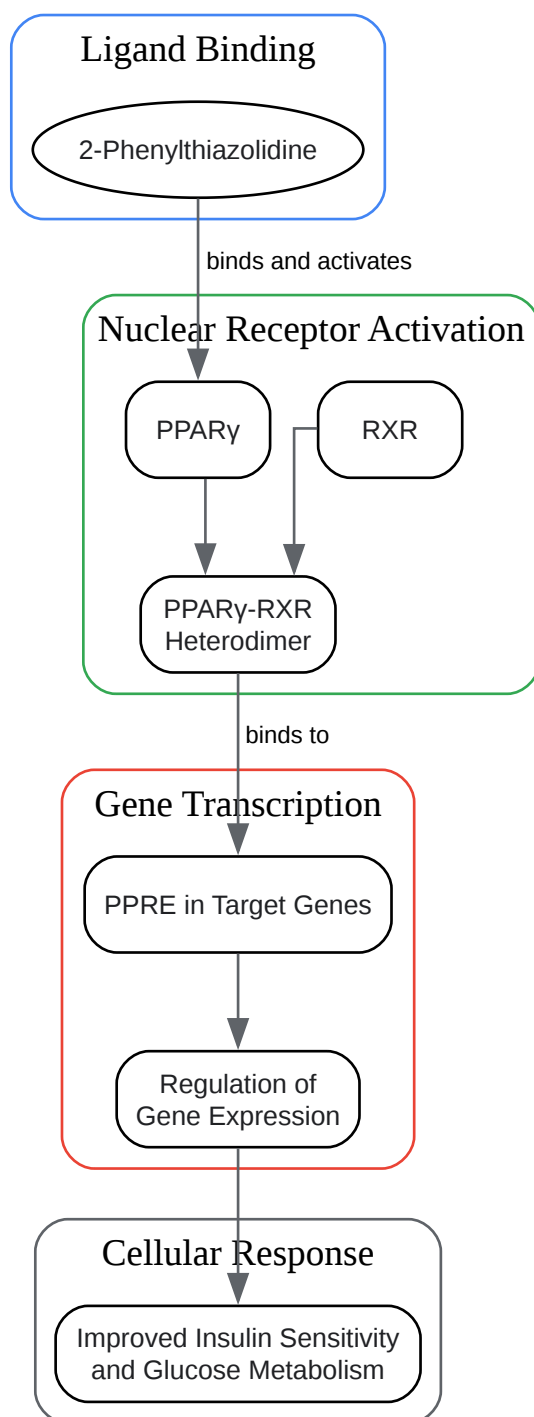 Ligand Binding
2-Phenylthiazolidine
binds and activates
Nuclear Receptor Activation
PPARγ
RXR
PPARγ-RXR
Heterodimer
binds to
Gene Transcription
PPRE in Target Genes
Regulation of
Gene Expression
Cellular Response
Improved Insulin Sensitivity
and Glucose Metabolism